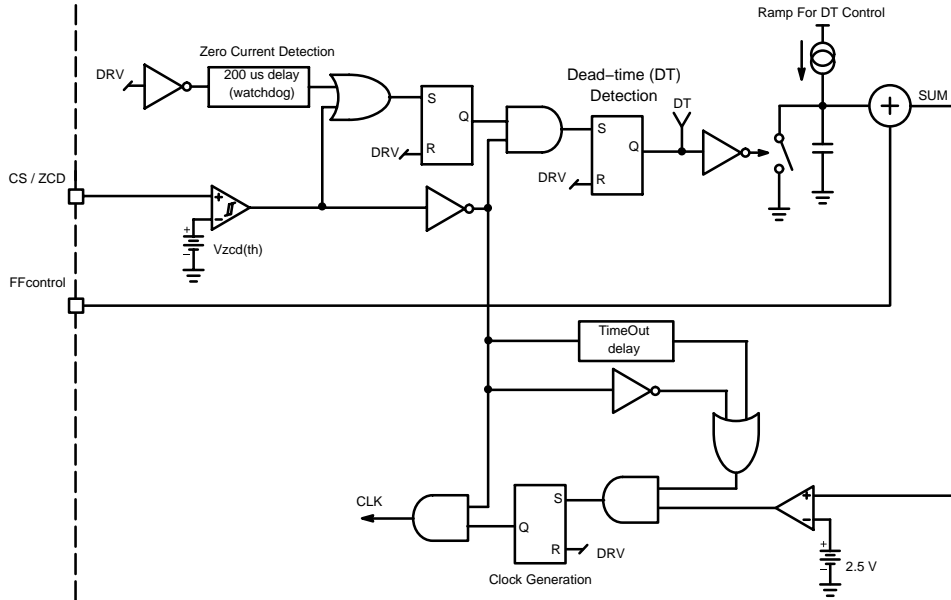 Ramp For DT Control
Zero Current Detection
DRV
200 us delay
(watchdog)
Dead−time (DT)
Detection
DT
SUM
S
Q
R
DRV
S
Q
R
DRV
CS / ZCD
+
−
+
−
Vzcd(th)
+
FFcontrol
TimeOut
delay
CLK
S
Q
R
DRV
Clock Generation
+
−
+
−
2.5 V